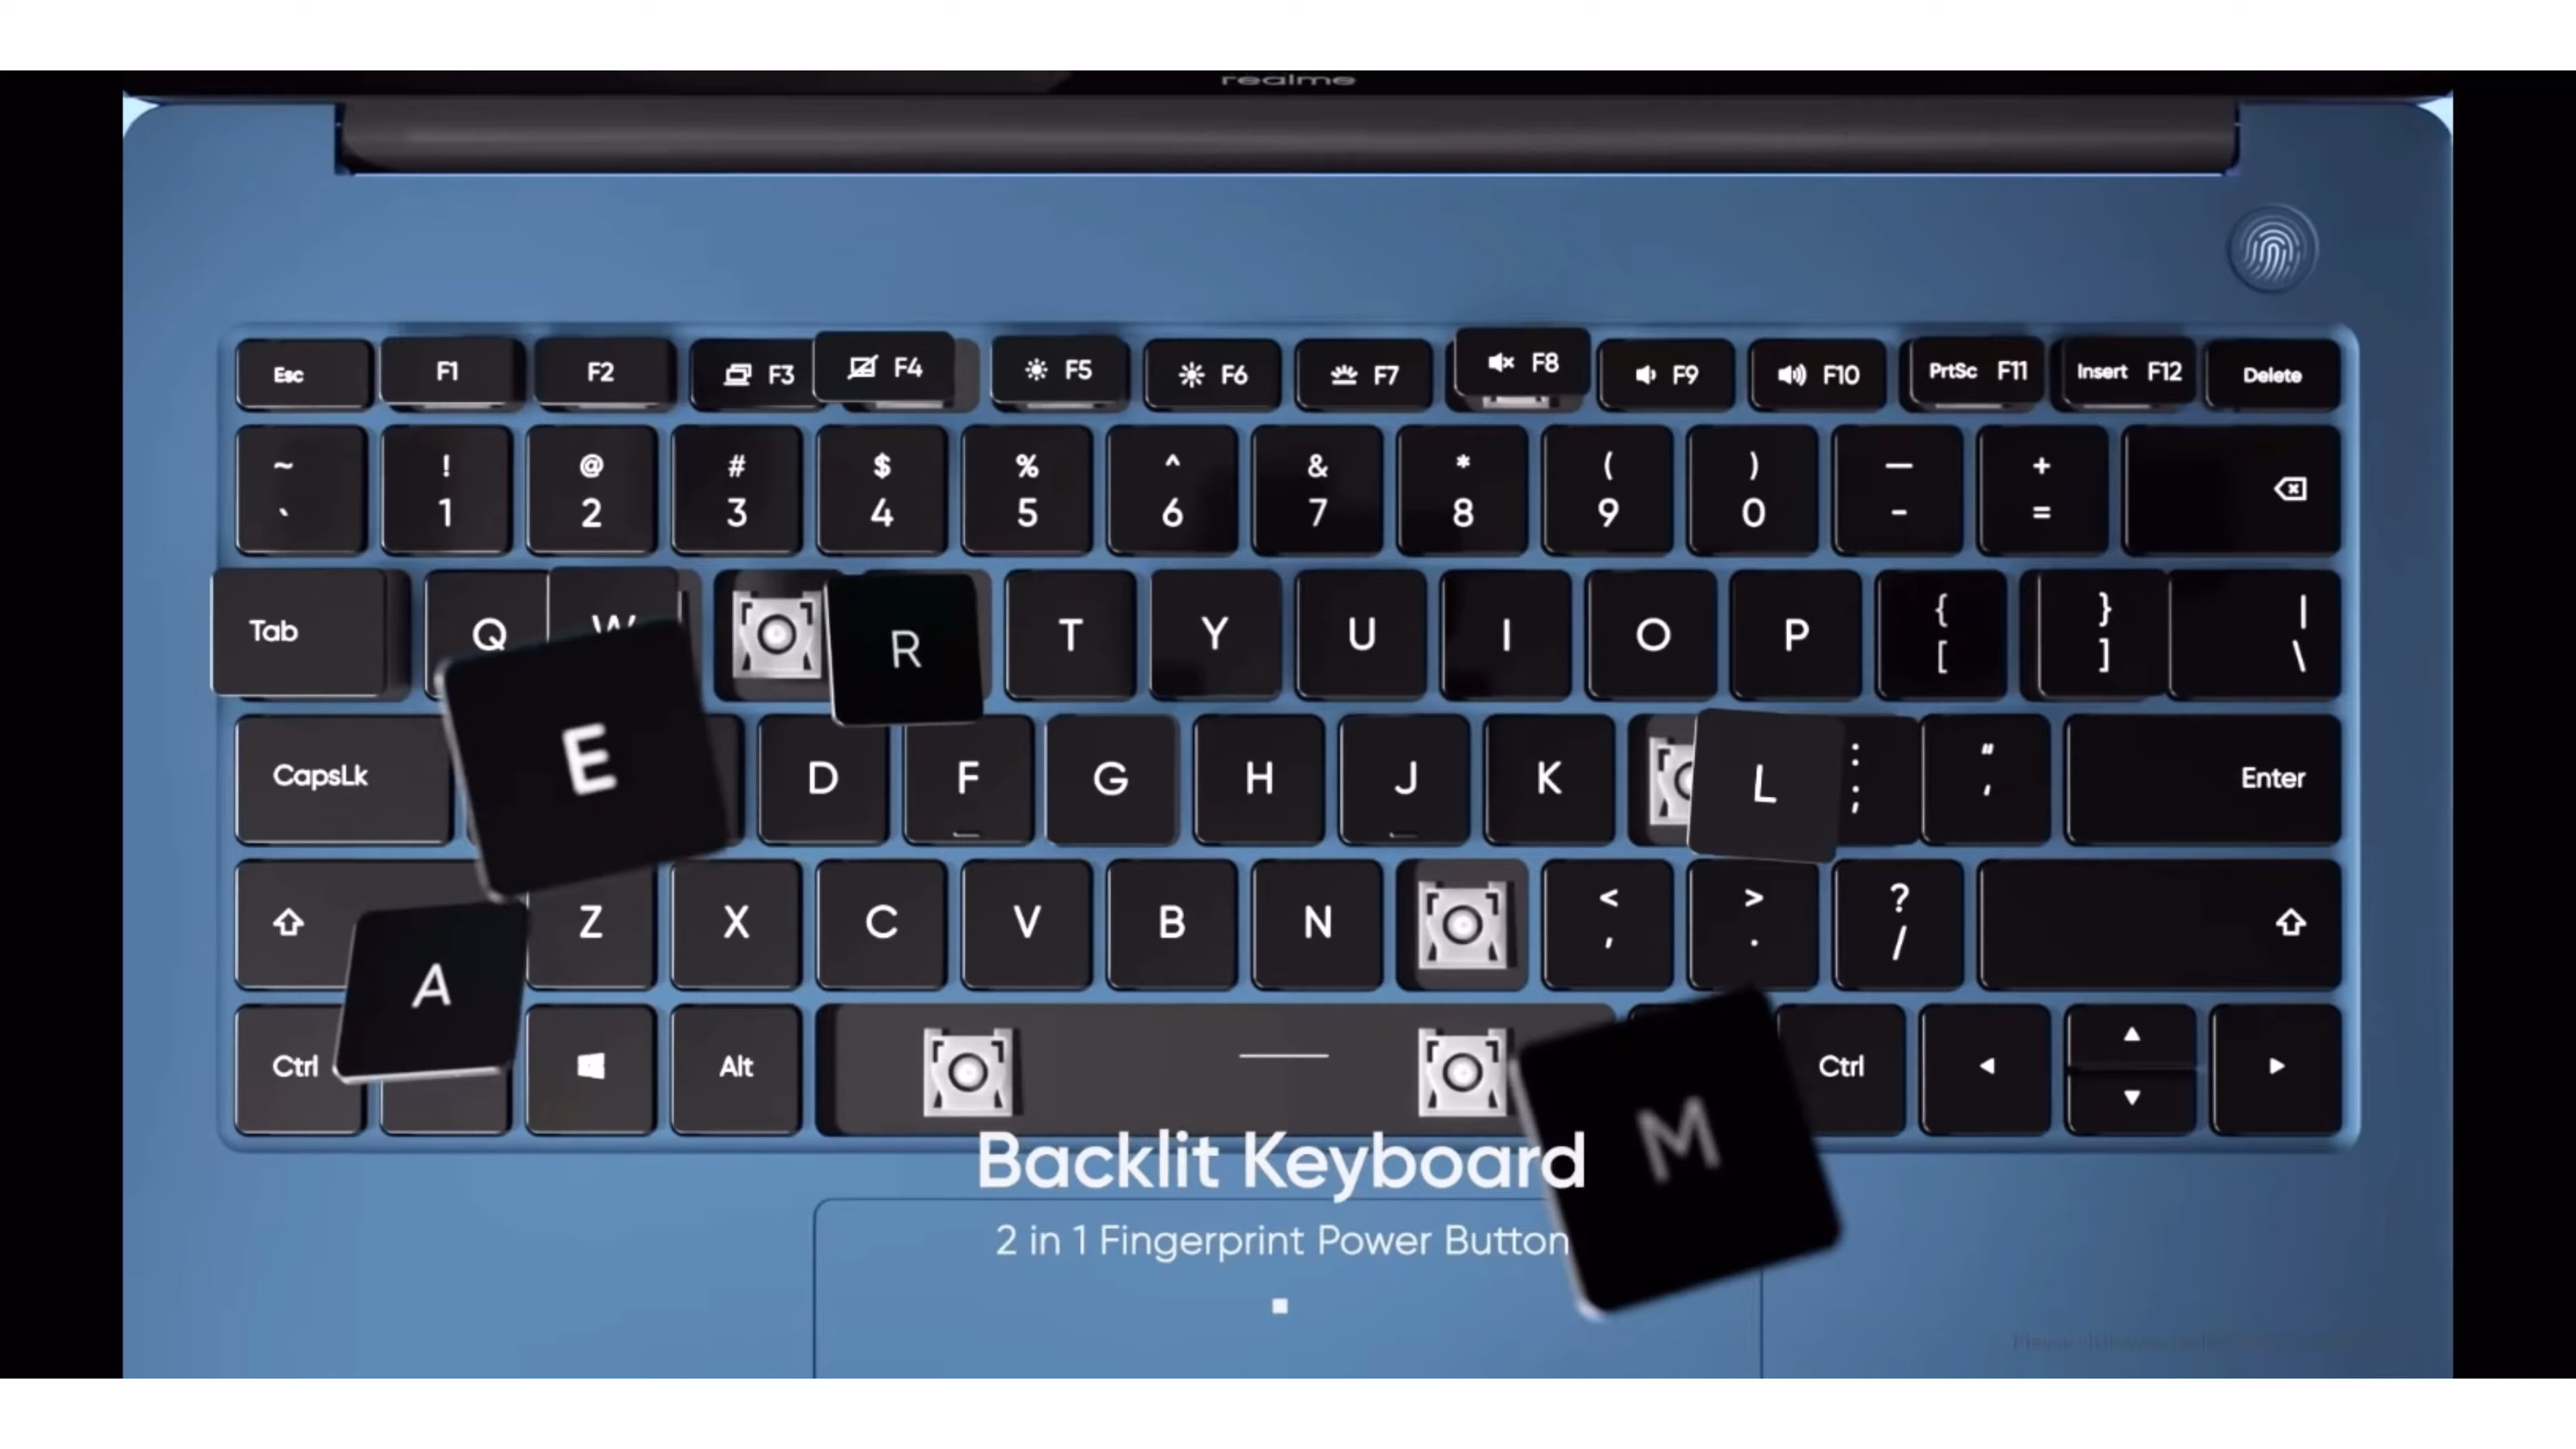 realme
Esc F1 F2 F3 F4 F5 F6 F7 F8 F9 F10 PrtSc F11 Insert F12 Delete
~ ! @ # $ % ^ & * ( ) — +
` 1 2 3 4 5 6 7 8 9 0 - =
Tab Q W R T Y U I O P { [ } ] | \
CapsLk E D F G H J K L : ; " ' Enter
Z X C V B N < , > . ? /
A
Ctrl Alt Ctrl
M
Backlit Keyboard
2 in 1 Fingerprint Power Button